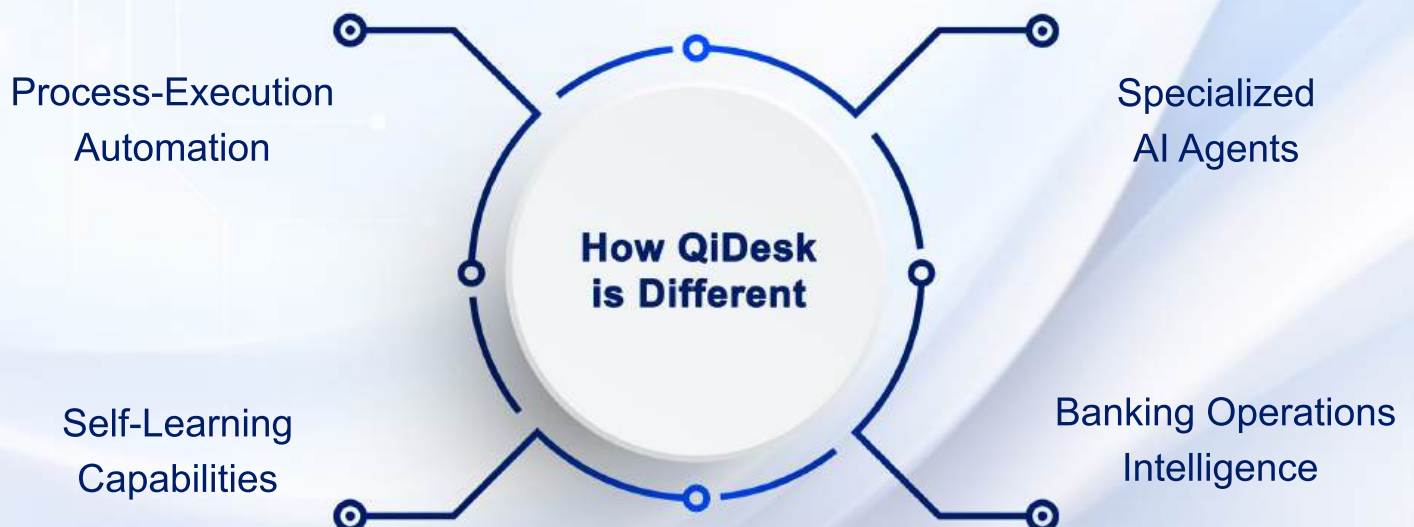 Process-Execution
Automation
Specialized
AI Agents
How QiDesk
is Different
Self-Learning
Capabilities
Banking Operations
Intelligence